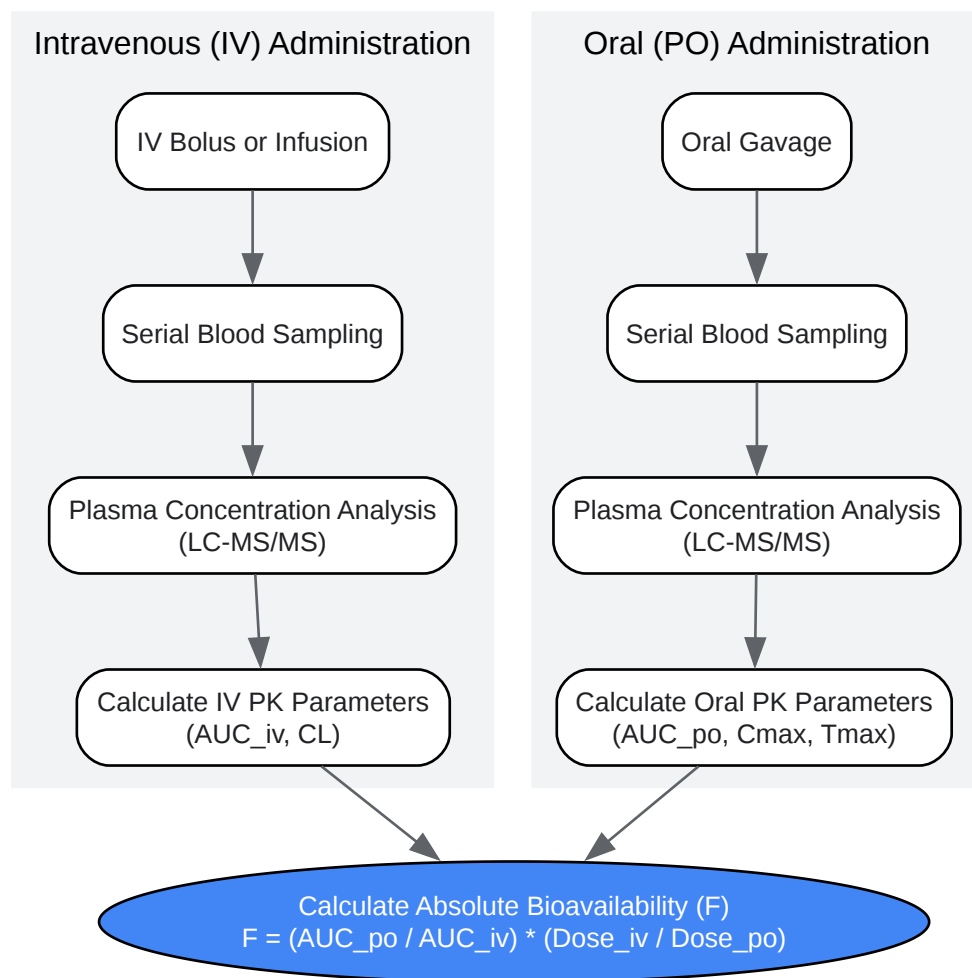 Intravenous (IV) Administration
IV Bolus or Infusion
Serial Blood Sampling
Plasma Concentration Analysis
(LC-MS/MS)
Calculate IV PK Parameters
(AUC_iv, CL)
Oral (PO) Administration
Oral Gavage
Serial Blood Sampling
Plasma Concentration Analysis
(LC-MS/MS)
Calculate Oral PK Parameters
(AUC_po, Cmax, Tmax)
Calculate Absolute Bioavailability (F)
F = (AUC_po / AUC_iv) * (Dose_iv / Dose_po)